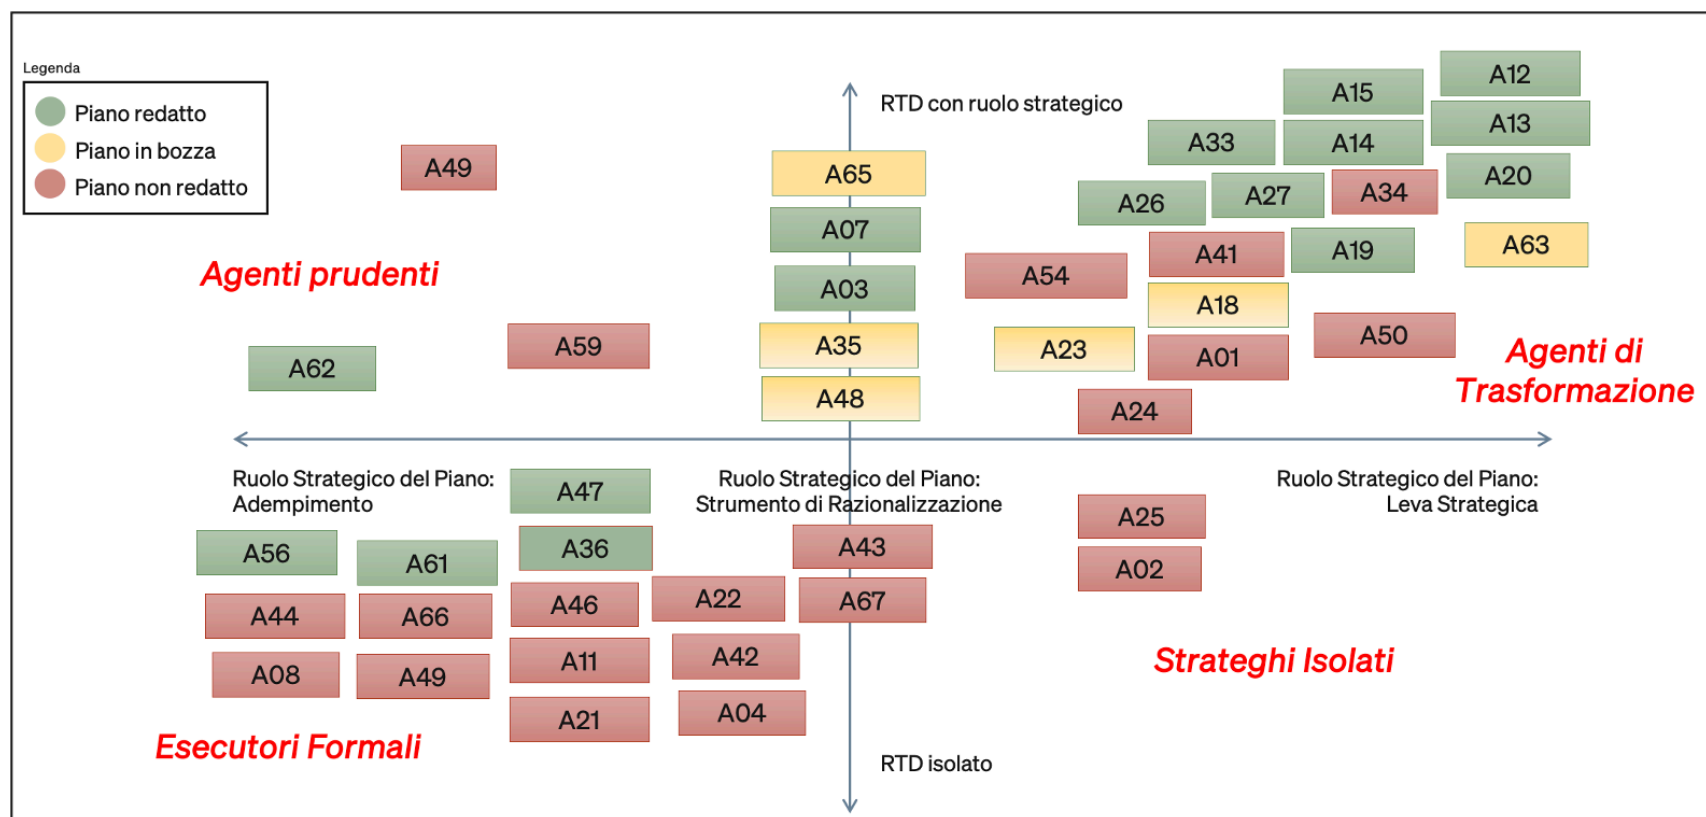 Legenda
Piano redatto
Piano in bozza
Piano non redatto
RTD con ruolo strategico
A12
A15
A13
A33
A14
A49
A65
A20
A34
A27
A26
A07
A63
A41
A19
A54
Agenti prudenti
A03
A18
A50
A59
A35
A23
A01
A62
Agenti di
Trasformazione
A48
A24
Ruolo Strategico del Piano:
Adempimento
Ruolo Strategico del Piano:
Strumento di Razionalizzazione
Ruolo Strategico del Piano:
Leva Strategica
A47
A25
A56
A61
A36
A43
A02
A44
A66
A46
A22
A67
A08
A49
A11
A42
Strateghi Isolati
A21
A04
Esecutori Formali
RTD isolato